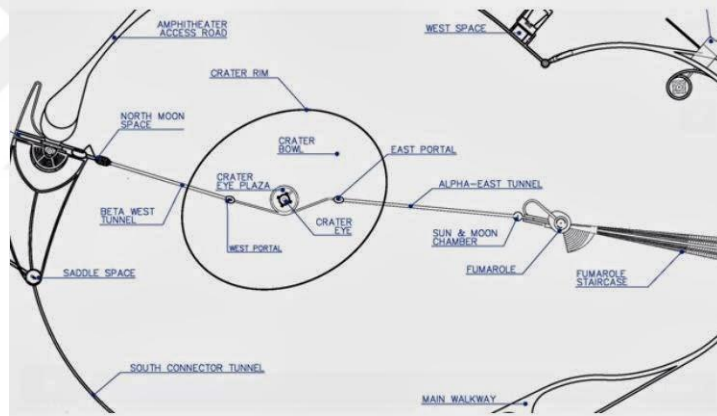 AMPHITHEATER
ACCESS ROAD
WEST SPACE
CRATER RIM
NORTH MOON
SPACE
CRATER
BOWL
EAST PORTAL
CRATER
EYE PLAZA
ALPHA-EAST TUNNEL
BETA WEST
TUNNEL
CRATER
EYE
WEST PORTAL
SUN & MOON
CHAMBER
FUMAROLE
FUMAROLE
STAIRCASE
SADDLE SPACE
SOUTH CONNECTOR TUNNEL
MAIN WALKWAY